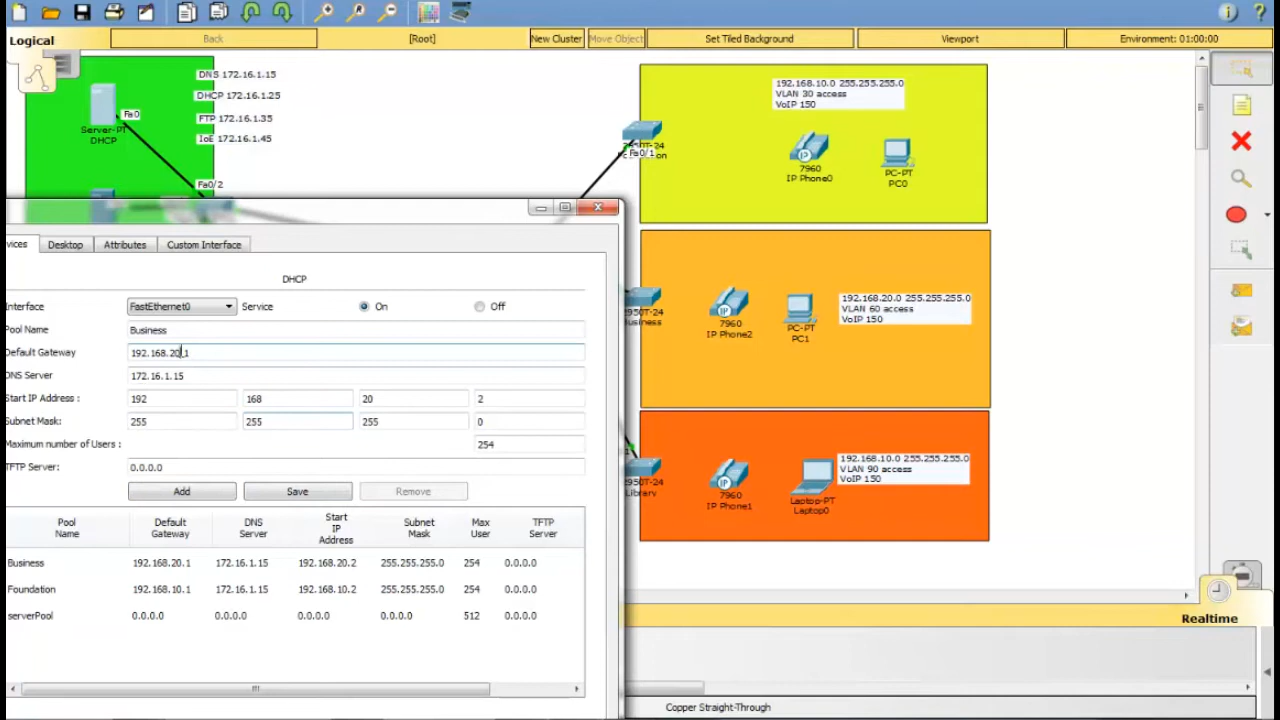 Logical
Back
[Root]
New Cluster
Move Object
Set Tiled Background
Viewport
Environment: 01:00:00
DNS 172.16.1.15
DHCP 172.16.1.25
FTP 172.16.1.35
IoE 172.16.1.45
Fa0
Server-PT
DHCP
Fa0/2
Fa0/1
192.168.10.0 255.255.255.0
VLAN 30 access
VoIP 150
7960
IP Phone0
PC-PT
PC0
2950T-24
Business
7960
IP Phone2
PC-PT
PC1
192.168.20.0 255.255.255.0
VLAN 60 access
VoIP 150
2950T-24
Library
7960
IP Phone1
Laptop-PT
Laptop0
192.168.10.0 255.255.255.0
VLAN 90 access
VoIP 150
vices
Desktop
Attributes
Custom Interface
DHCP
Interface
FastEthernet0
Service
On
Off
Pool Name
Business
Default Gateway
192.168.20.1
DNS Server
172.16.1.15
Start IP Address :
192
168
20
2
Subnet Mask:
255
255
255
0
Maximum number of Users :
254
TFTP Server:
0.0.0.0
Add
Save
Remove
Pool Name
Default Gateway
DNS Server
Start IP Address
Subnet Mask
Max User
TFTP Server
Business 192.168.20.1 172.16.1.15 192.168.20.2 255.255.255.0 254 0.0.0.0
Foundation 192.168.10.1 172.16.1.15 192.168.10.2 255.255.255.0 254 0.0.0.0
serverPool 0.0.0.0 0.0.0.0 0.0.0.0 0.0.0.0 512 0.0.0.0
Realtime
Copper Straight-Through